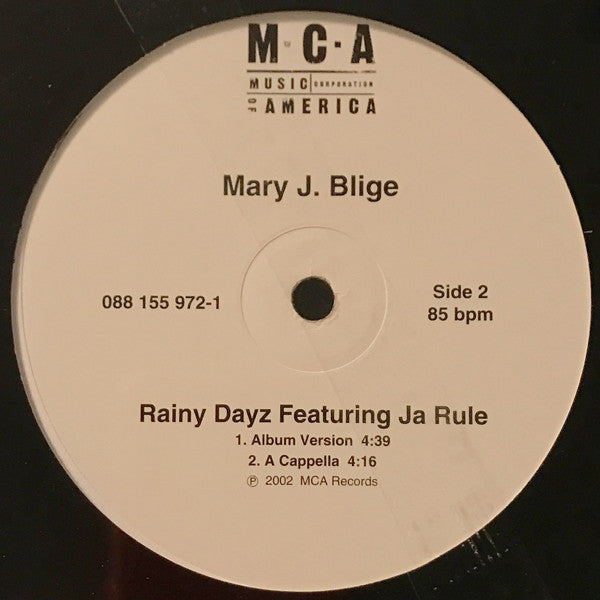 M·C·A
MUSIC CORPORATION
OF AMERICA
Mary J. Blige
088 155 972-1
Side 2
85 bpm
Rainy Dayz Featuring Ja Rule
1. Album Version 4:39
2. A Cappella 4:16
℗ 2002 MCA Records